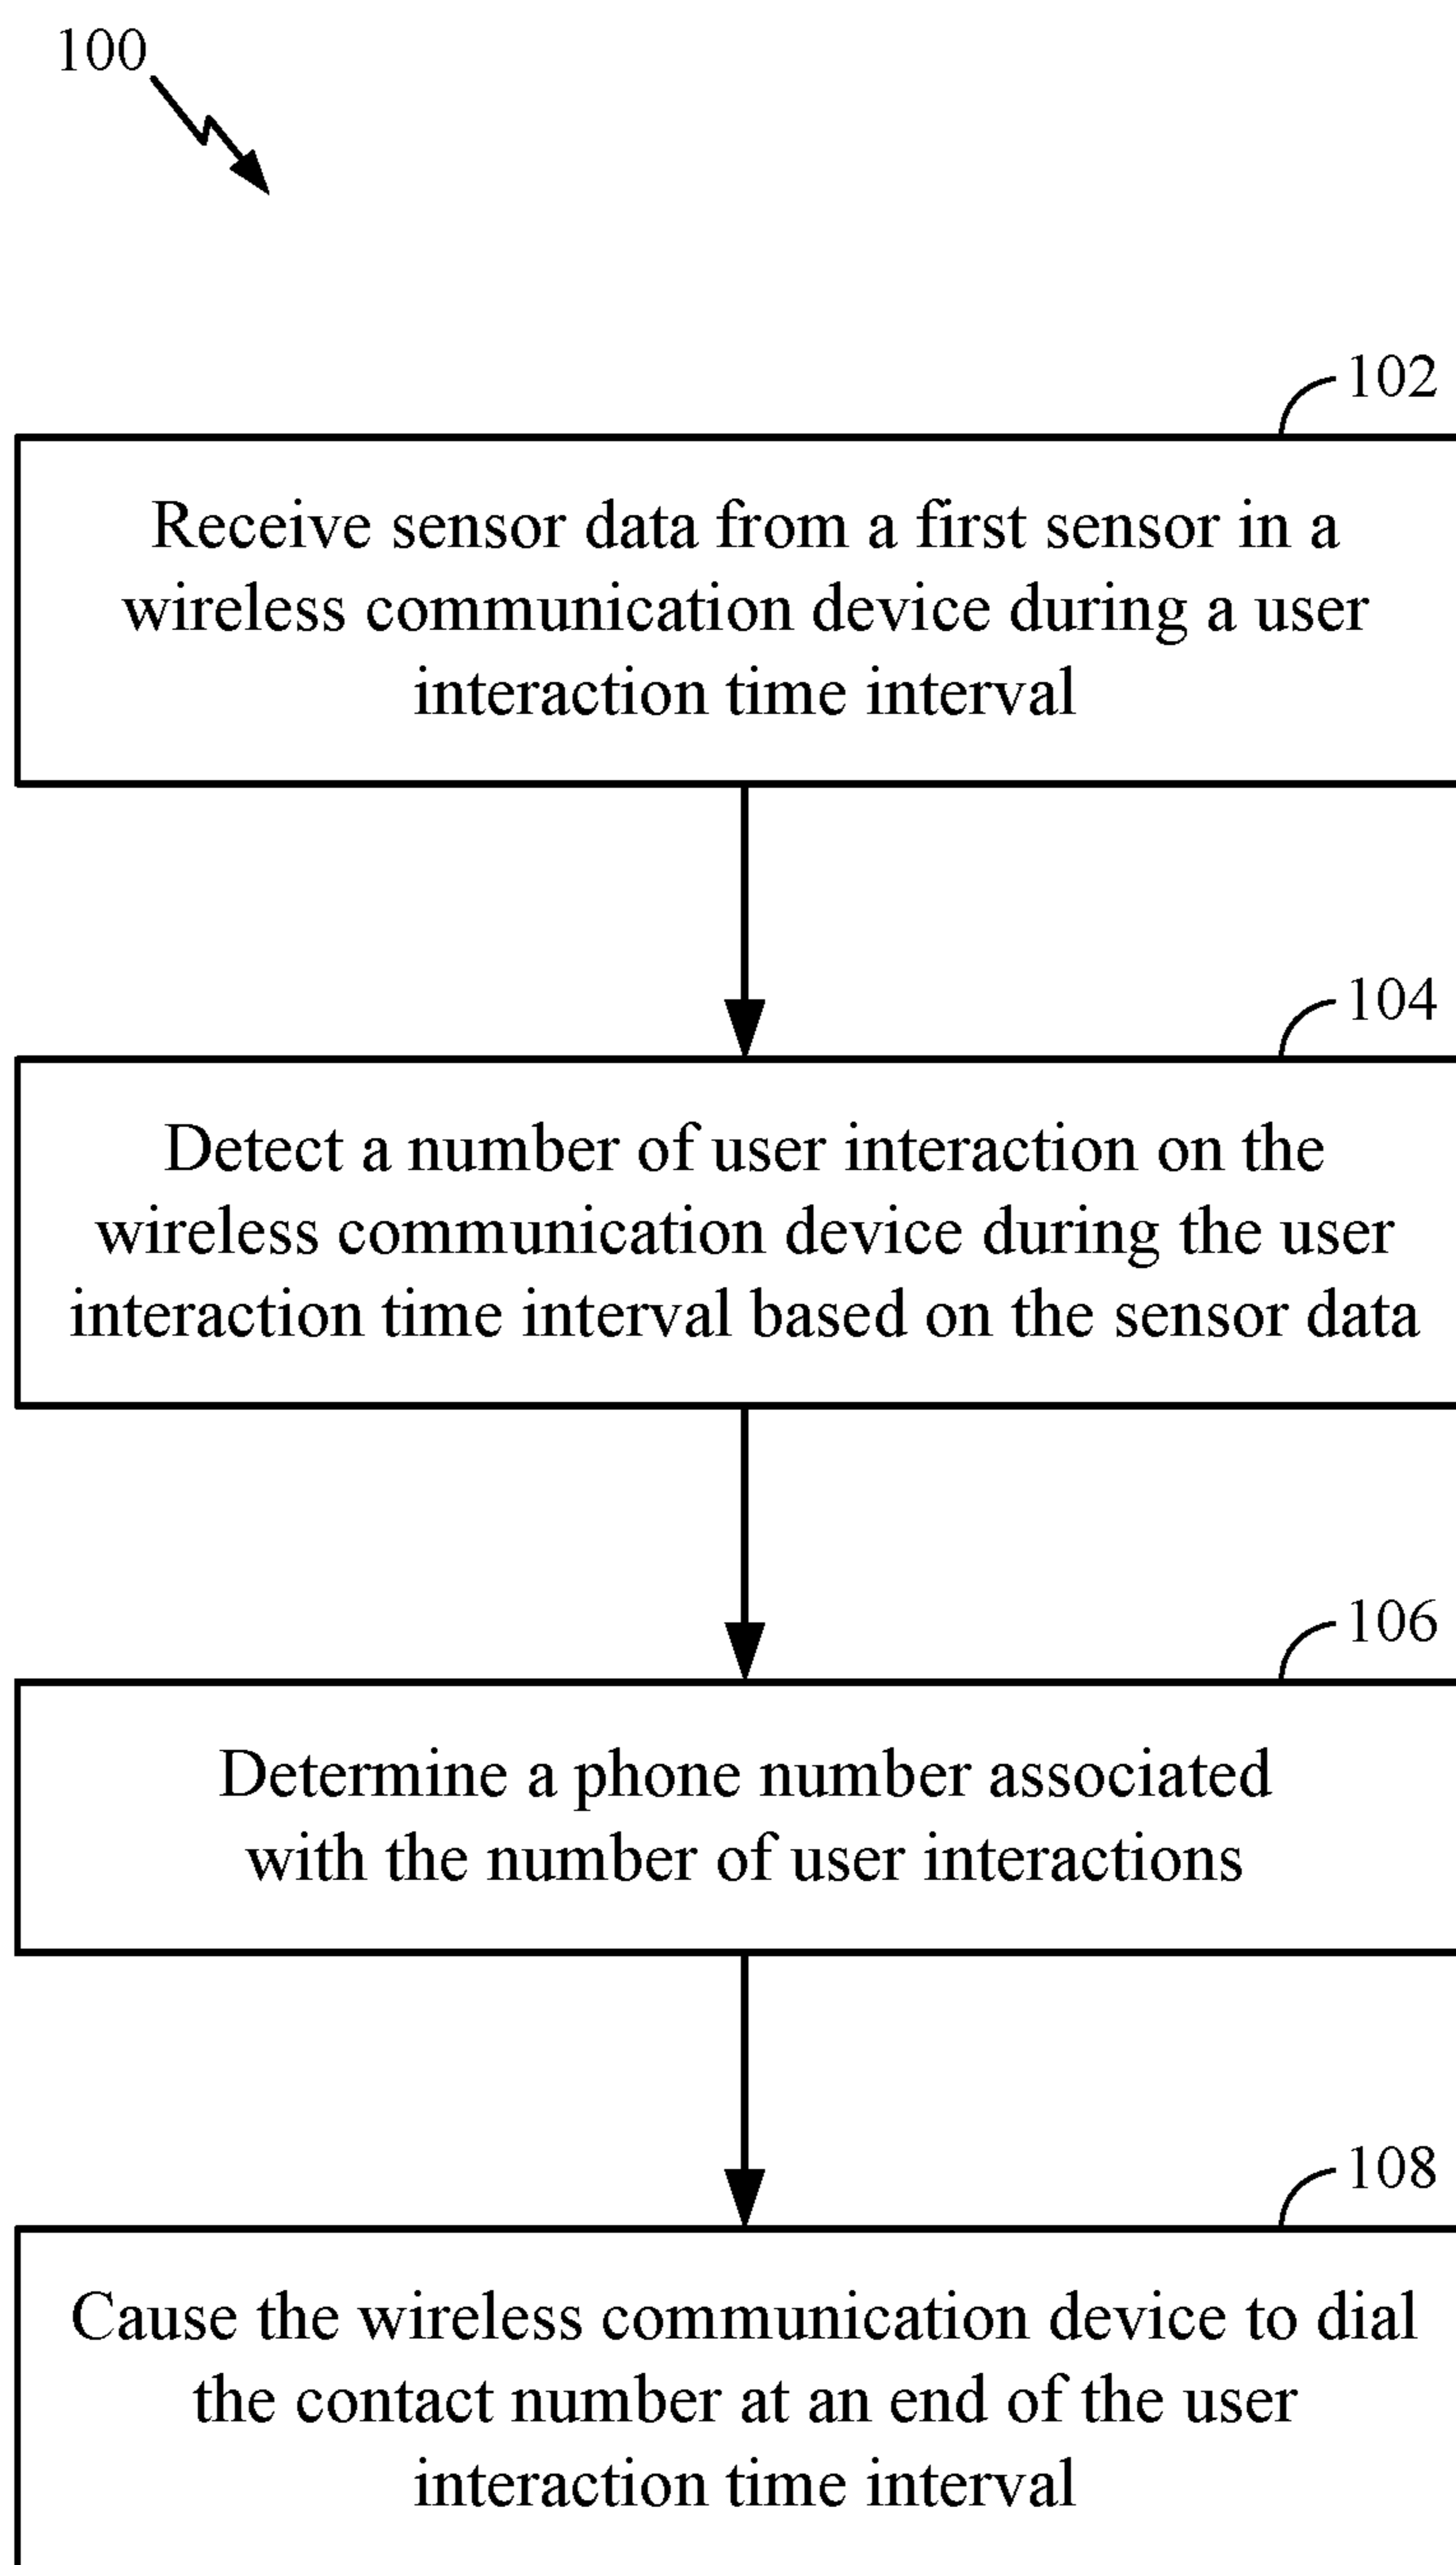 100
102
Receive sensor data from a first sensor in a
wireless communication device during a user
interaction time interval
104
Detect a number of user interaction on the
wireless communication device during the user
interaction time interval based on the sensor data
106
Determine a phone number associated
with the number of user interactions
108
Cause the wireless communication device to dial
the contact number at an end of the user
interaction time interval